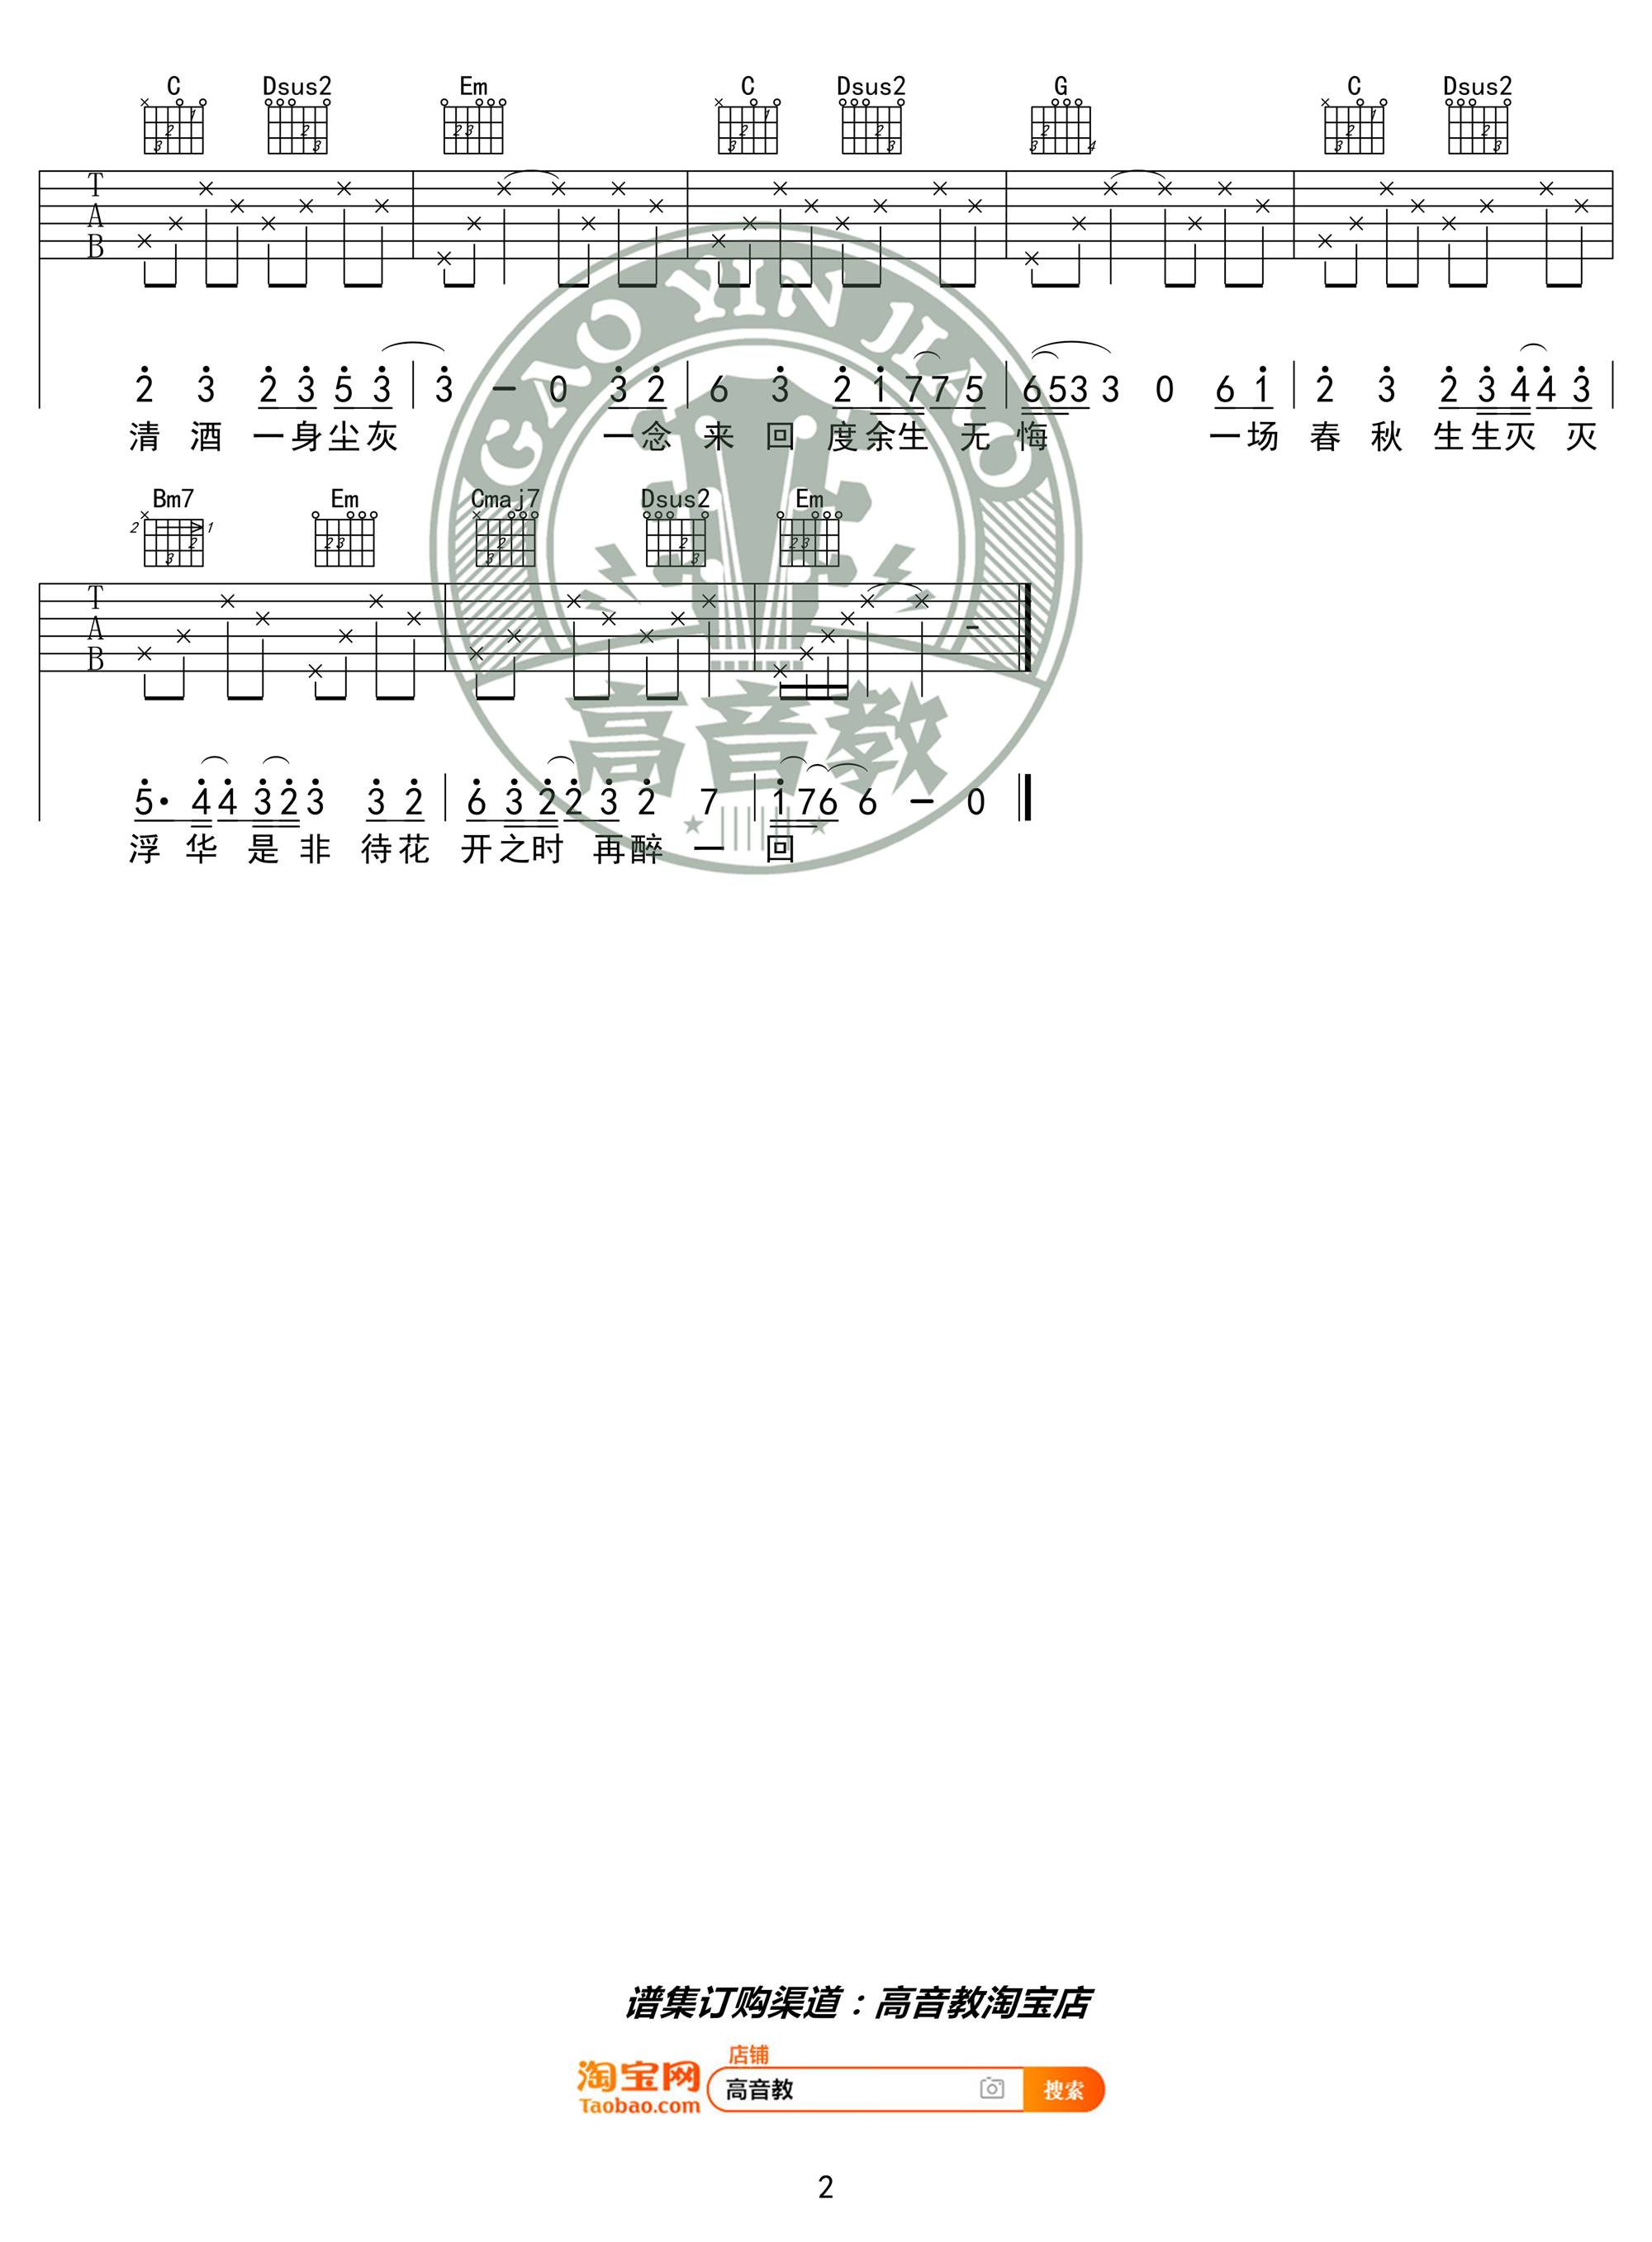 C Dsus2 Em C Dsus2 G C Dsus2
T
A
B
2 3 2 3 5 3 | 3 - 0 3 2 | 6 3 2 1 7 7 5 | 6 5 3 3 0 6 1 | 2 3 2 3 4 4 3 |
清 酒 一 身 尘 灰 一 念 来 回 度 余 生 无 悔 一 场 春 秋 生 生 灭 灭
Bm7 Em Cmaj7 Dsus2 Em
T
A
B
5· 4 4 3 2 3 3 2 | 6 3 2 2 3 2 7 | 1 7 6 6 - 0
浮 华 是 非 待 花 开 之 时 再 醉 一 回
GAO YIN JIAO
高音教
谱集订购渠道：高音教淘宝店
店铺
淘宝网 高音教 搜索
Taobao.com
2